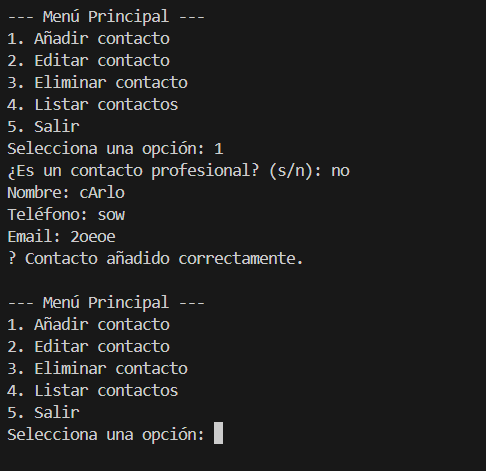 --- Menú Principal ---
1. Añadir contacto
2. Editar contacto
3. Eliminar contacto
4. Listar contactos
5. Salir
Selecciona una opción: 1
¿Es un contacto profesional? (s/n): no
Nombre: cArlo
Teléfono: sow
Email: 2oeoe
? Contacto añadido correctamente.
--- Menú Principal ---
1. Añadir contacto
2. Editar contacto
3. Eliminar contacto
4. Listar contactos
5. Salir
Selecciona una opción: